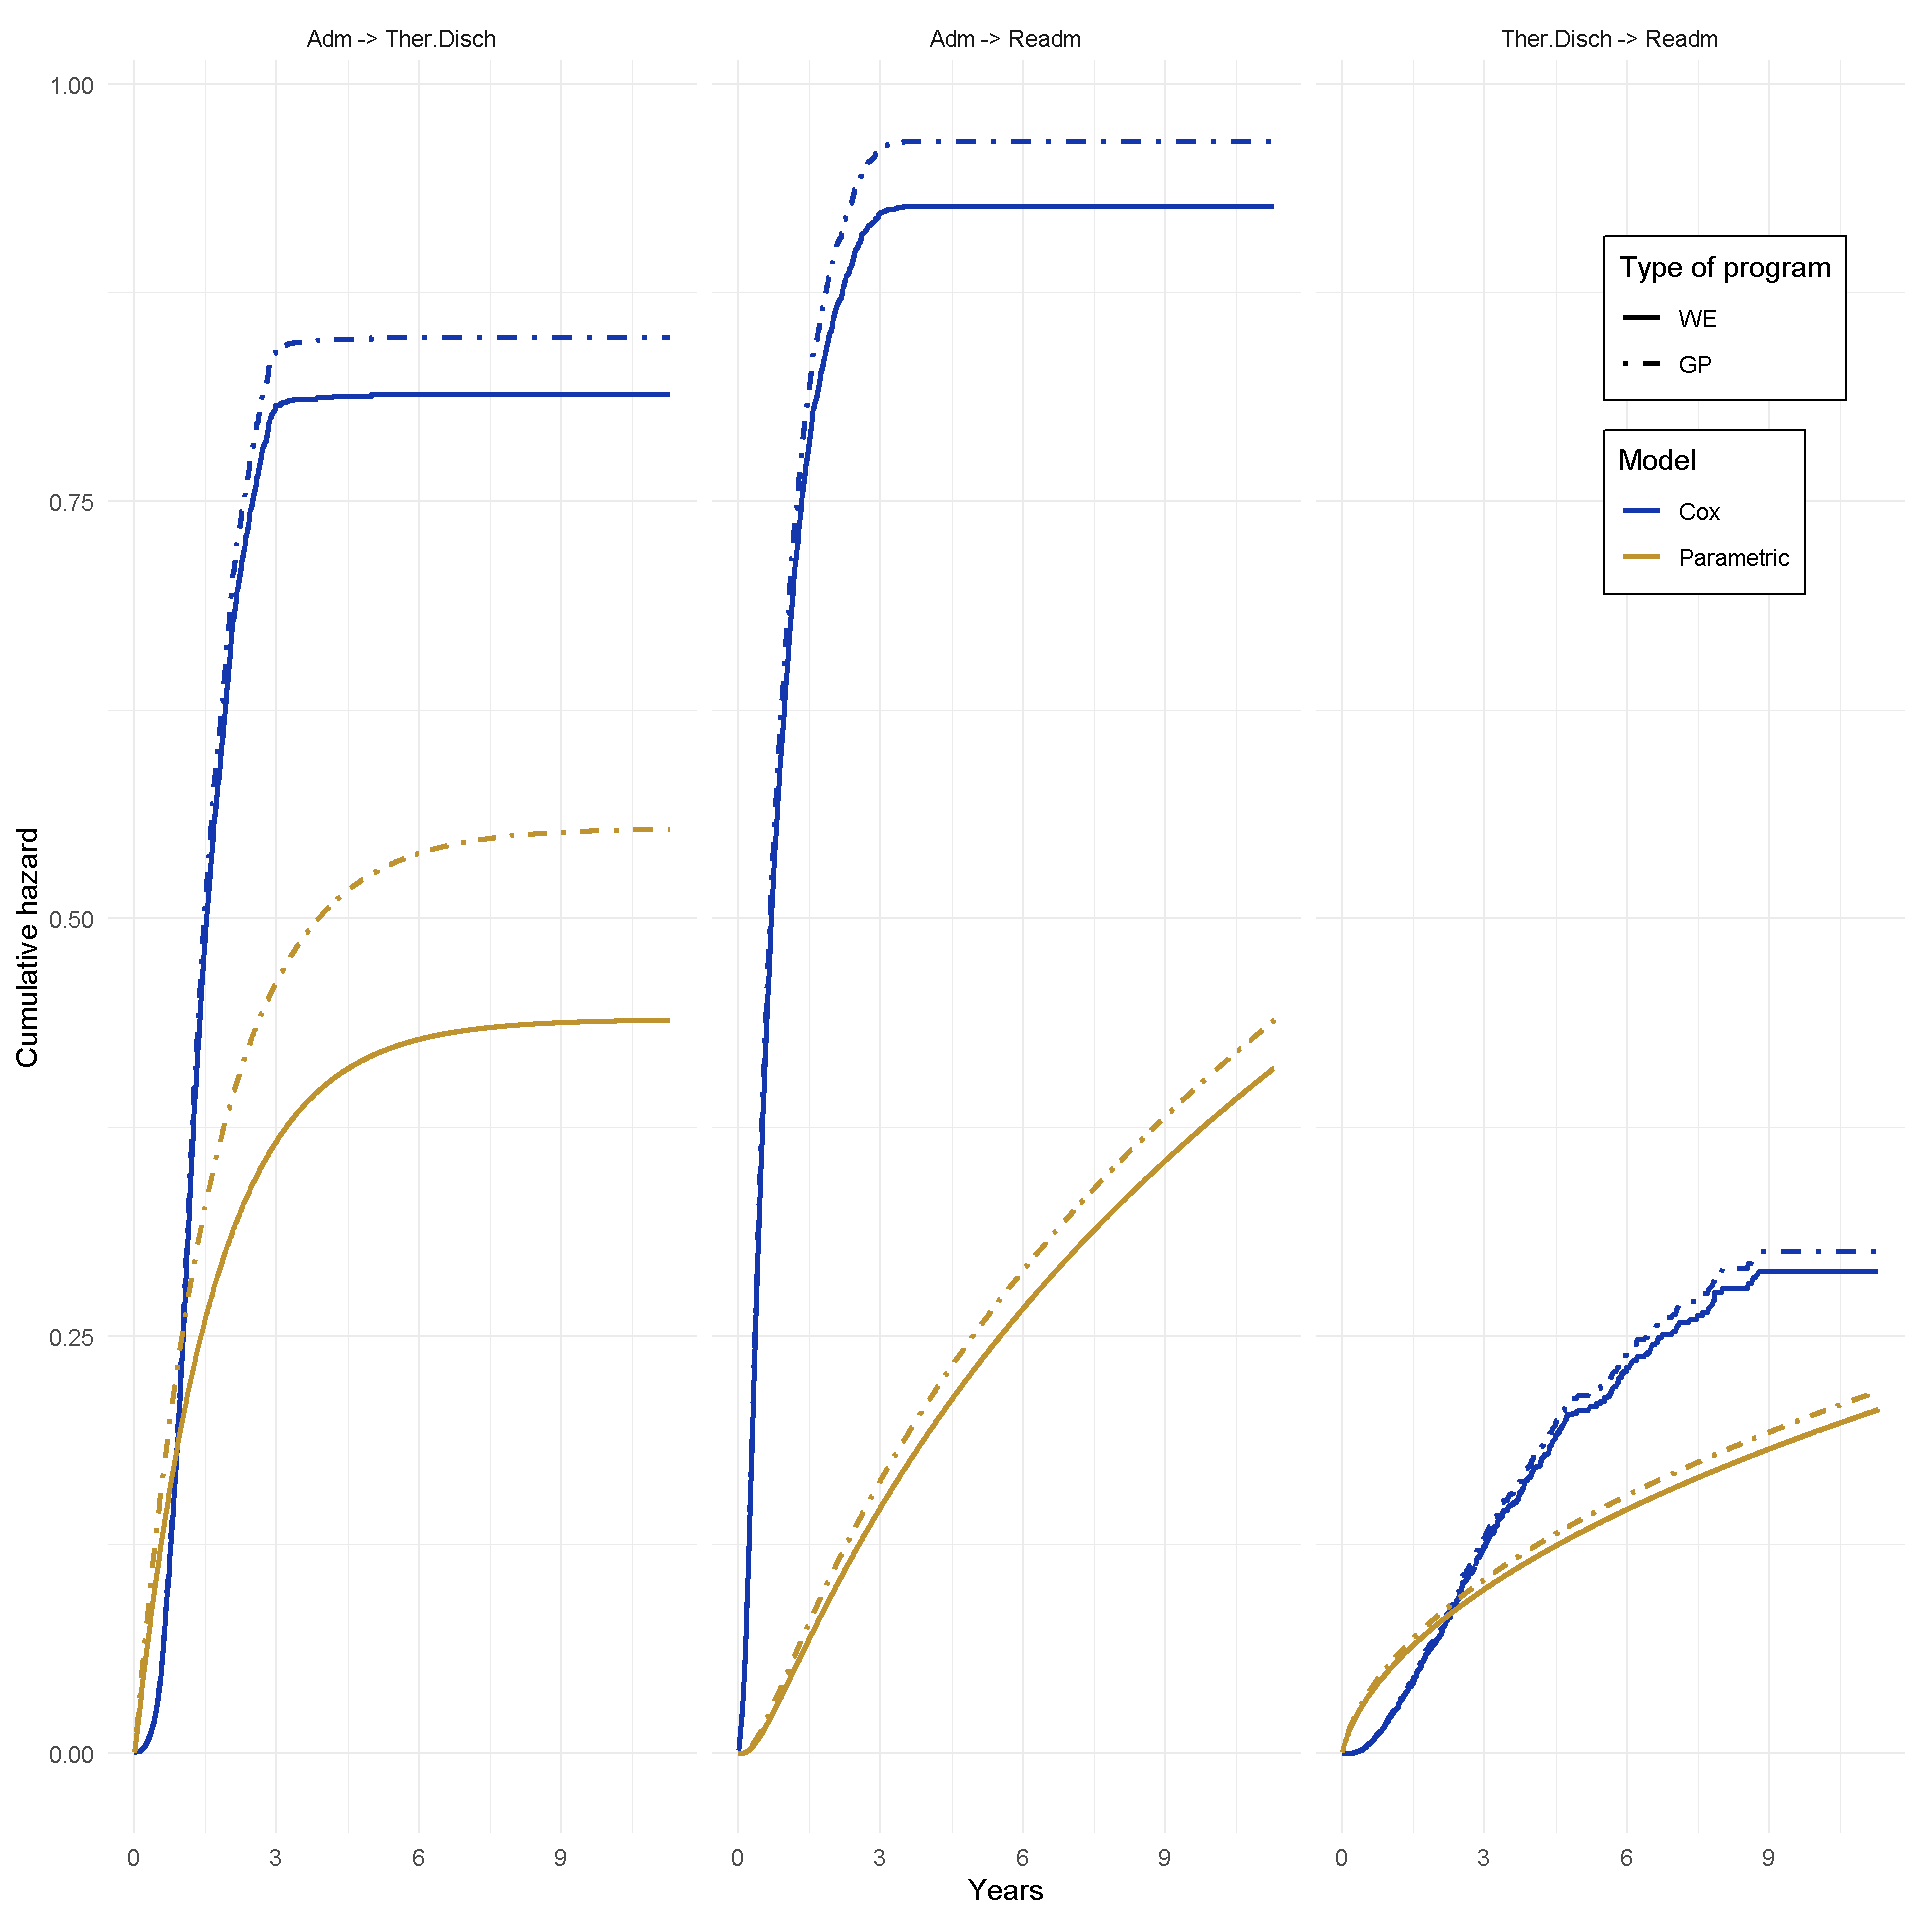 Adm -> Ther.Disch
Adm -> Readm
Ther.Disch -> Readm
Cumulative hazard
1.00
0.75
0.50
0.25
0.00
Type of program
WE
GP
Model
Cox
Parametric
0 3 6 9
0 3 6 9
0 3 6 9
Years